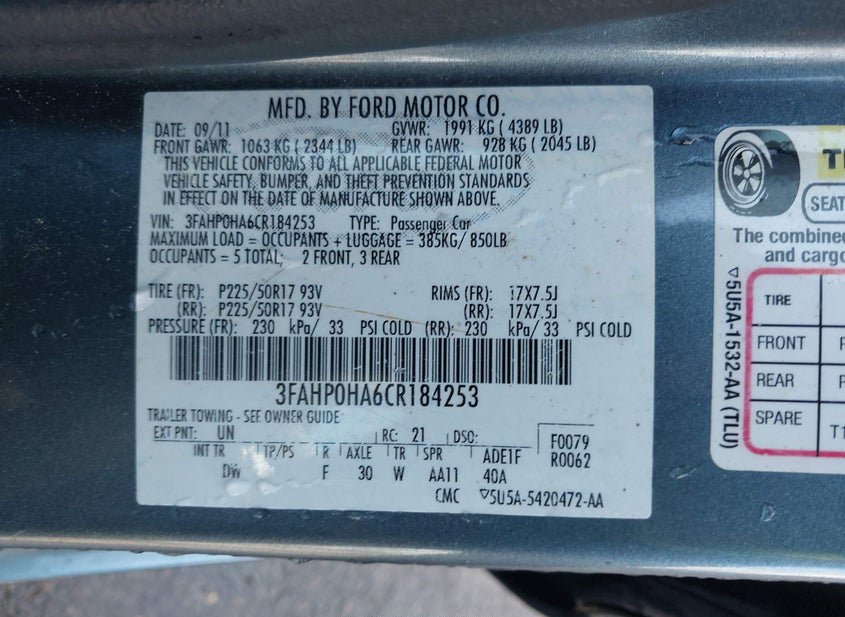 MFD. BY FORD MOTOR CO.
DATE: 09/11 GVWR: 1991 KG ( 4389 LB)
FRONT GAWR: 1063 KG ( 2344 LB) REAR GAWR: 928 KG ( 2045 LB)
THIS VEHICLE CONFORMS TO ALL APPLICABLE FEDERAL MOTOR
VEHICLE SAFETY, BUMPER, AND THEFT PREVENTION STANDARDS
IN EFFECT ON THE DATE OF MANUFACTURE SHOWN ABOVE.
VIN: 3FAHP0HA6CR184253 TYPE: Passenger Car
MAXIMUM LOAD = OCCUPANTS + LUGGAGE = 385KG/ 850LB
OCCUPANTS = 5 TOTAL; 2 FRONT, 3 REAR
TIRE (FR): P225/50R17 93V RIMS (FR): 17X7.5J
(RR): P225/50R17 93V (RR): 17X7.5J
PRESSURE (FR): 230 kPa/ 33 PSI COLD (RR): 230 kPa/ 33 PSI COLD
3FAHP0HA6CR184253
TRAILER TOWING - SEE OWNER GUIDE
EXT PNT: UN RC: 21 DSO: F0079
INT TR TP/PS R AXLE TR SPR ADE1F R0062
DW F 30 W AA11 40A
CMC ▽5U5A-5420472-AA
SEAT
The combined
and cargo
TIRE
FRONT P
REAR P
SPARE T1
▽5U5A-1532-AA (TLU)